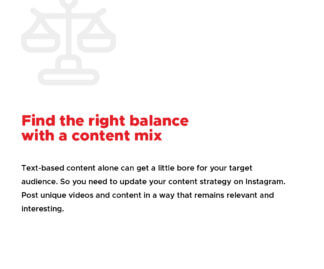 Find the right balance
with a content mix
Text-based content alone can get a little bore for your target
audience. So you need to update your content strategy on Instagram.
Post unique videos and content in a way that remains relevant and
interesting.